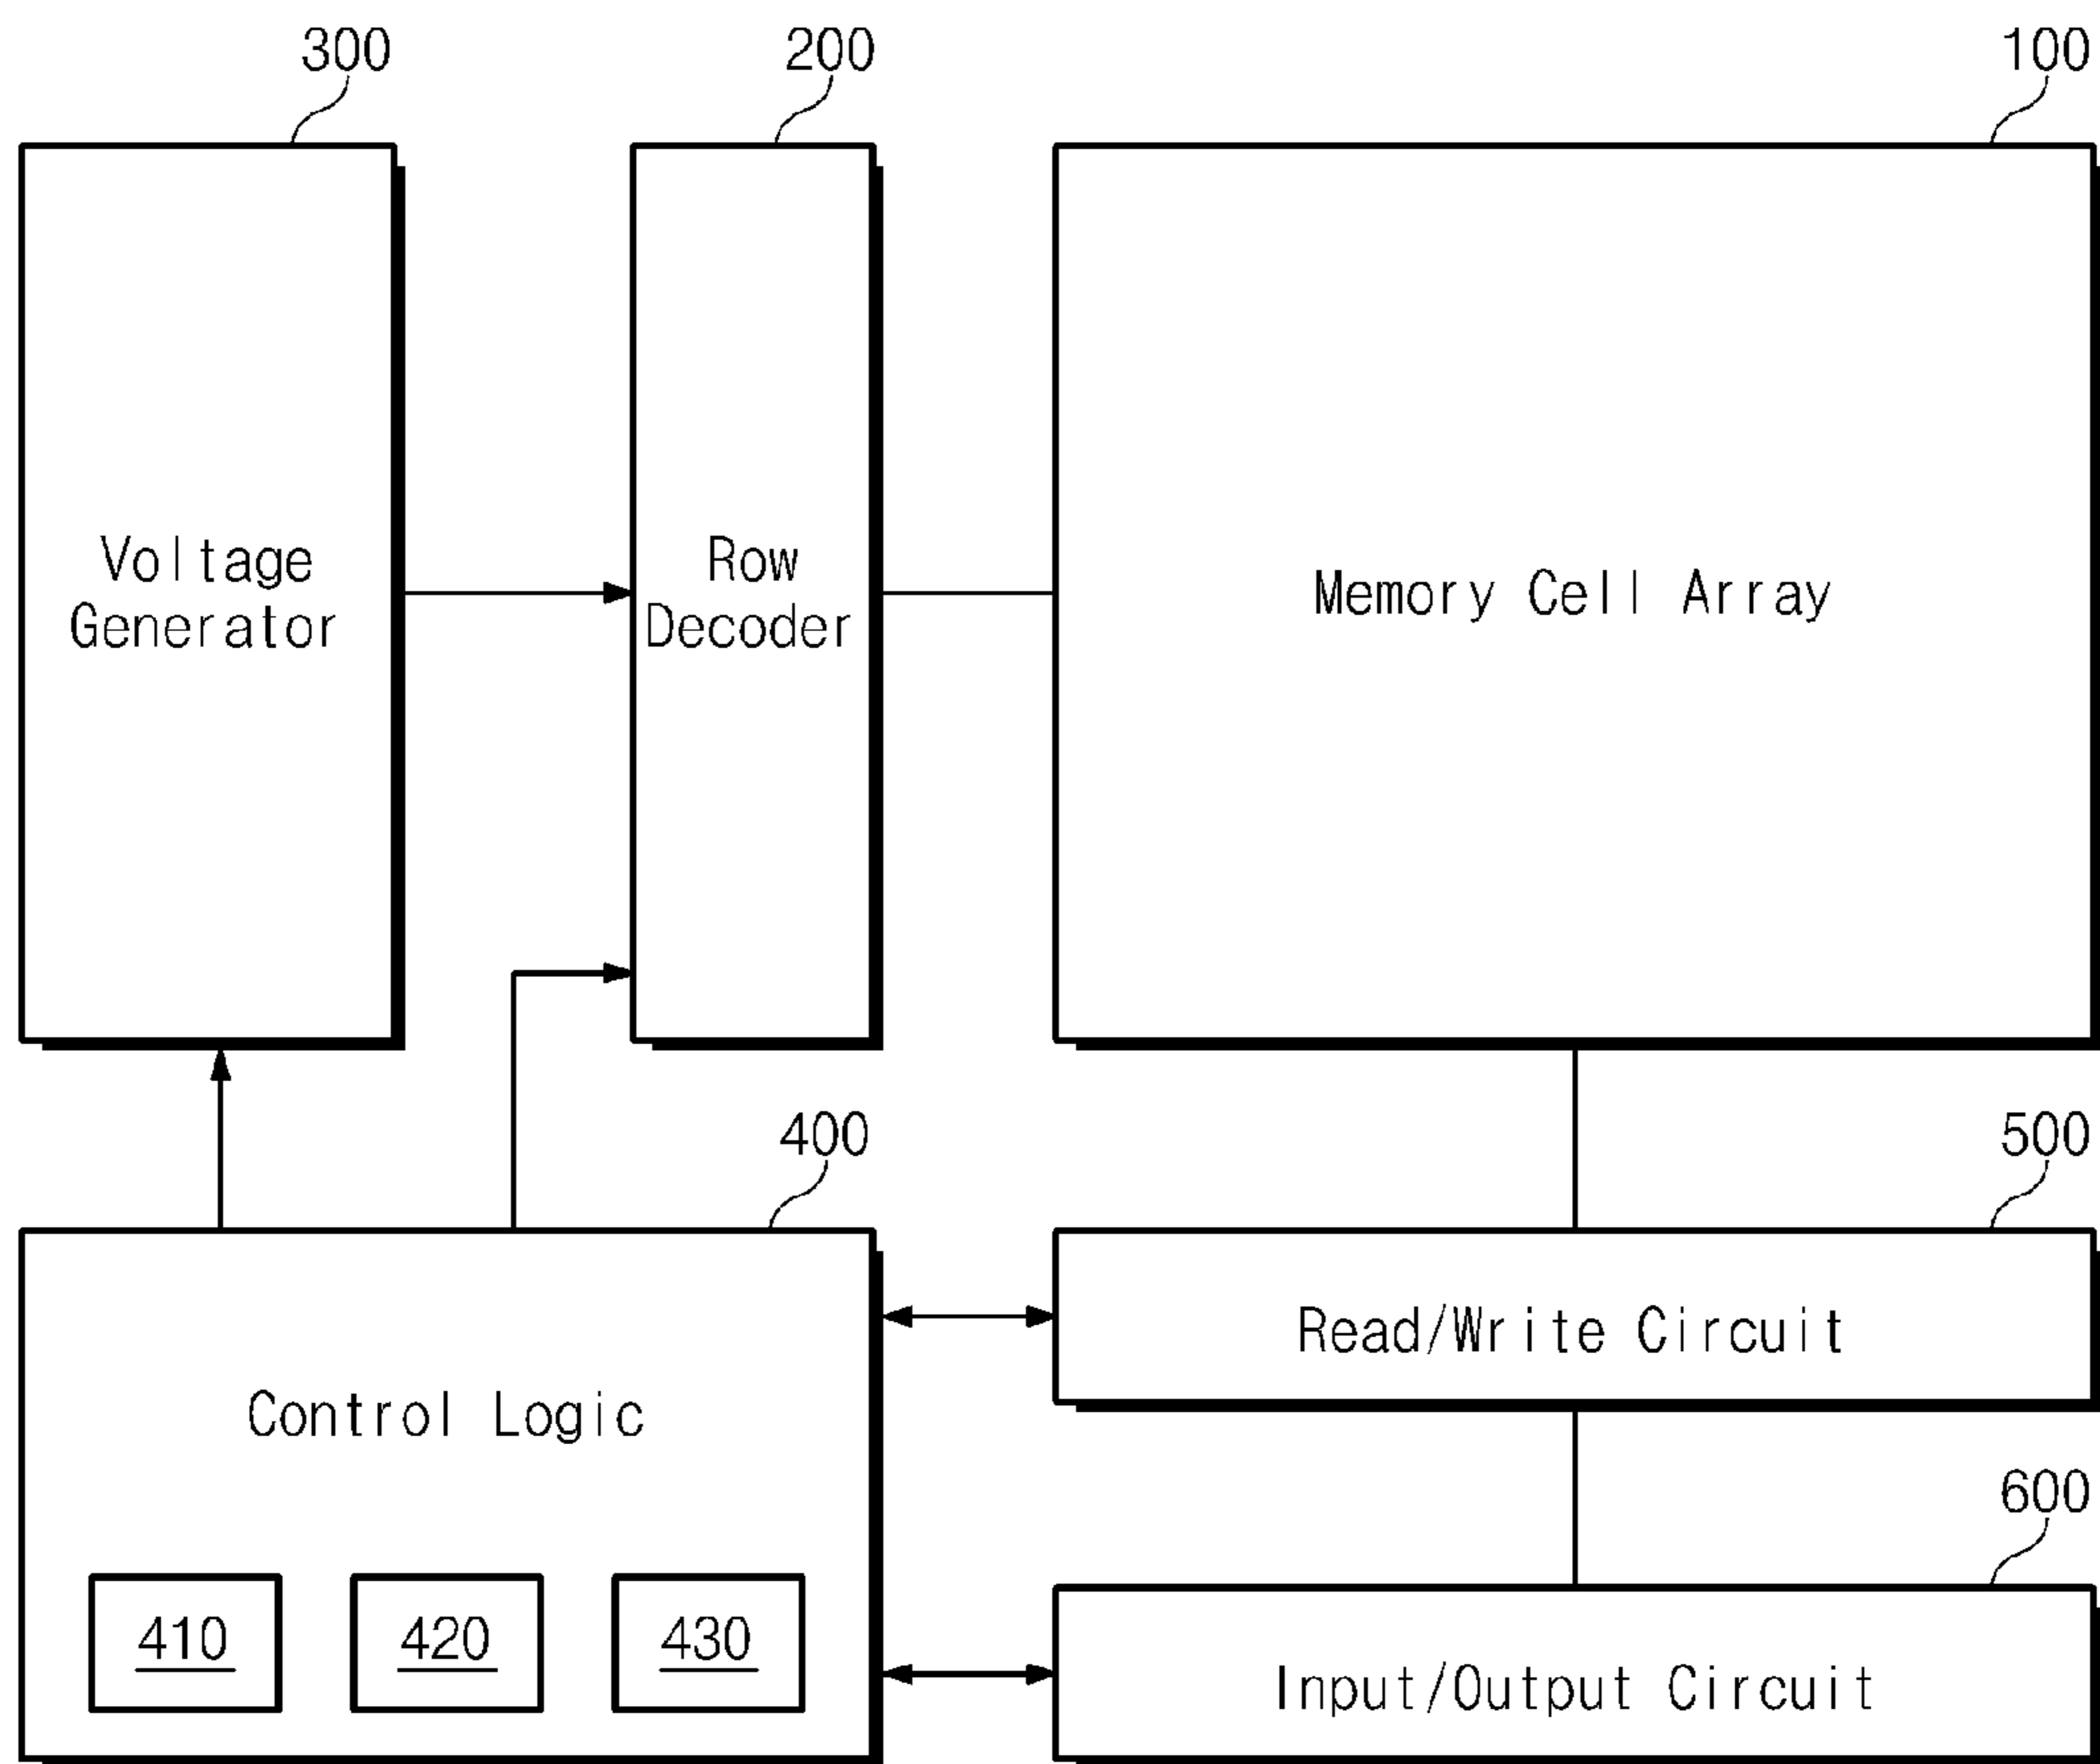 300
200
100
Voltage
Generator
Row
Decoder
Memory Cell Array
400
500
Read/Write Circuit
Control Logic
600
410
420
430
Input/Output Circuit